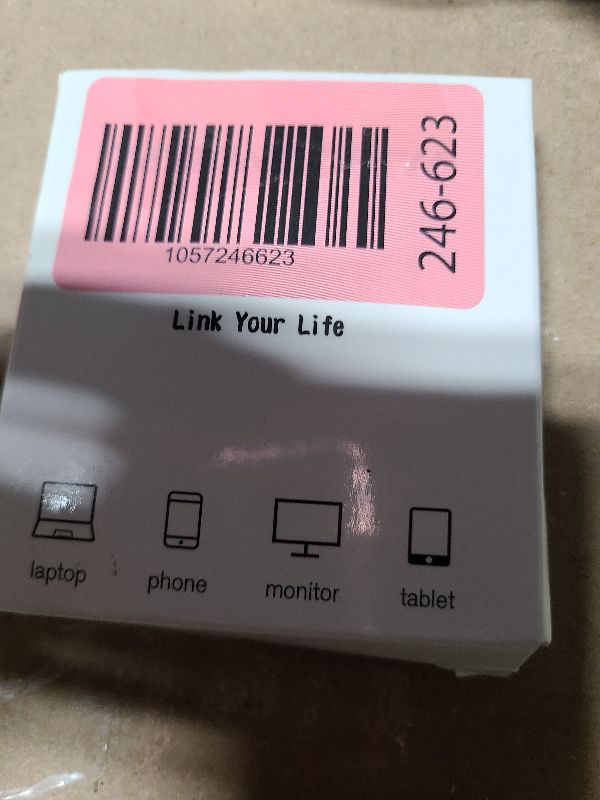 1057246623
246-623
Link Your Life
laptop
phone
monitor
tablet